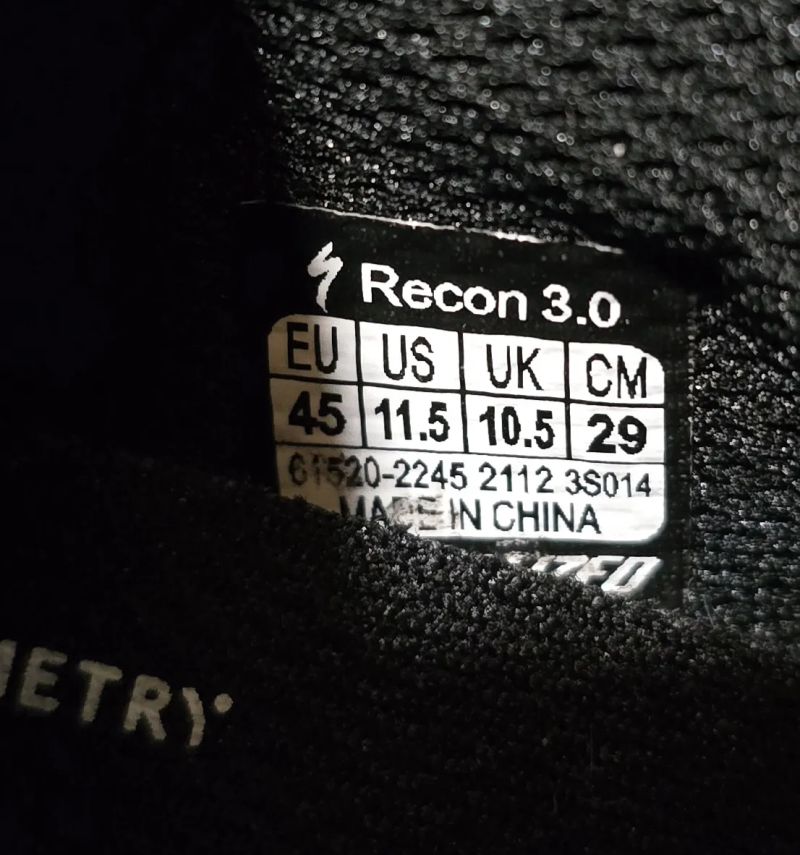 Recon 3.0
EU US UK CM
45 11.5 10.5 29
61520-2245 2112 3S014
MADE IN CHINA